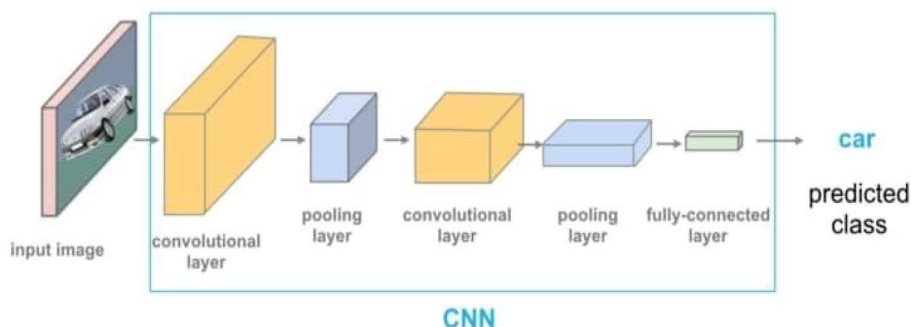 input image
convolutional
layer
pooling
layer
convolutional
layer
pooling
layer
fully-connected
layer
car
predicted
class
CNN